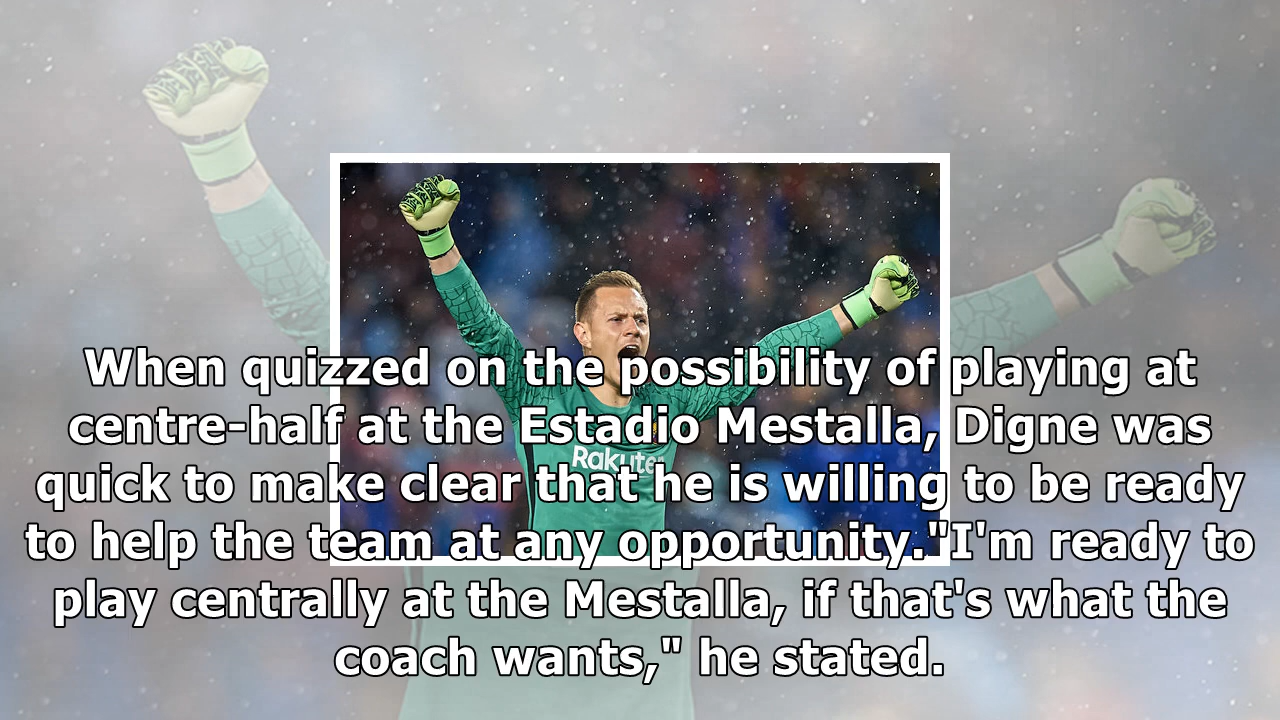 When quizzed on the possibility of playing at
centre-half at the Estadio Mestalla, Digne was
quick to make clear that he is willing to be ready
to help the team at any opportunity."I'm ready to
play centrally at the Mestalla, if that's what the
coach wants," he stated.
Rakuten